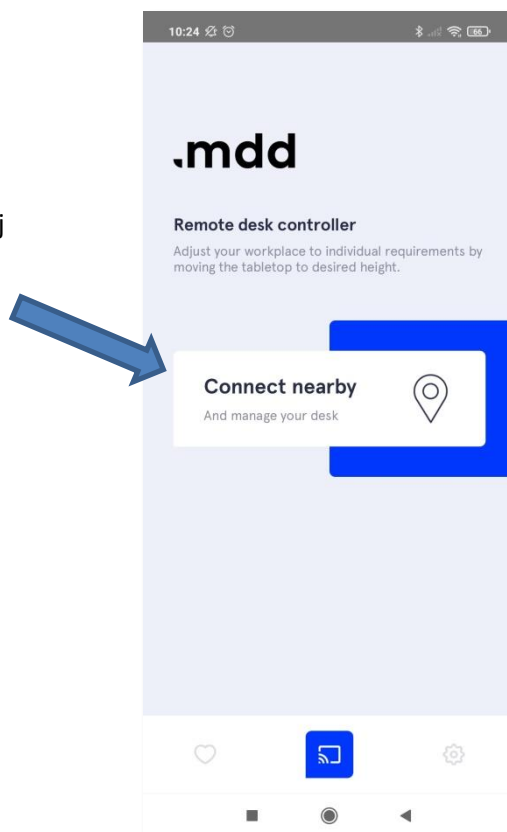 10:24
66
.mdd
j
Remote desk controller
Adjust your workplace to individual requirements by
moving the tabletop to desired height.
Connect nearby
And manage your desk